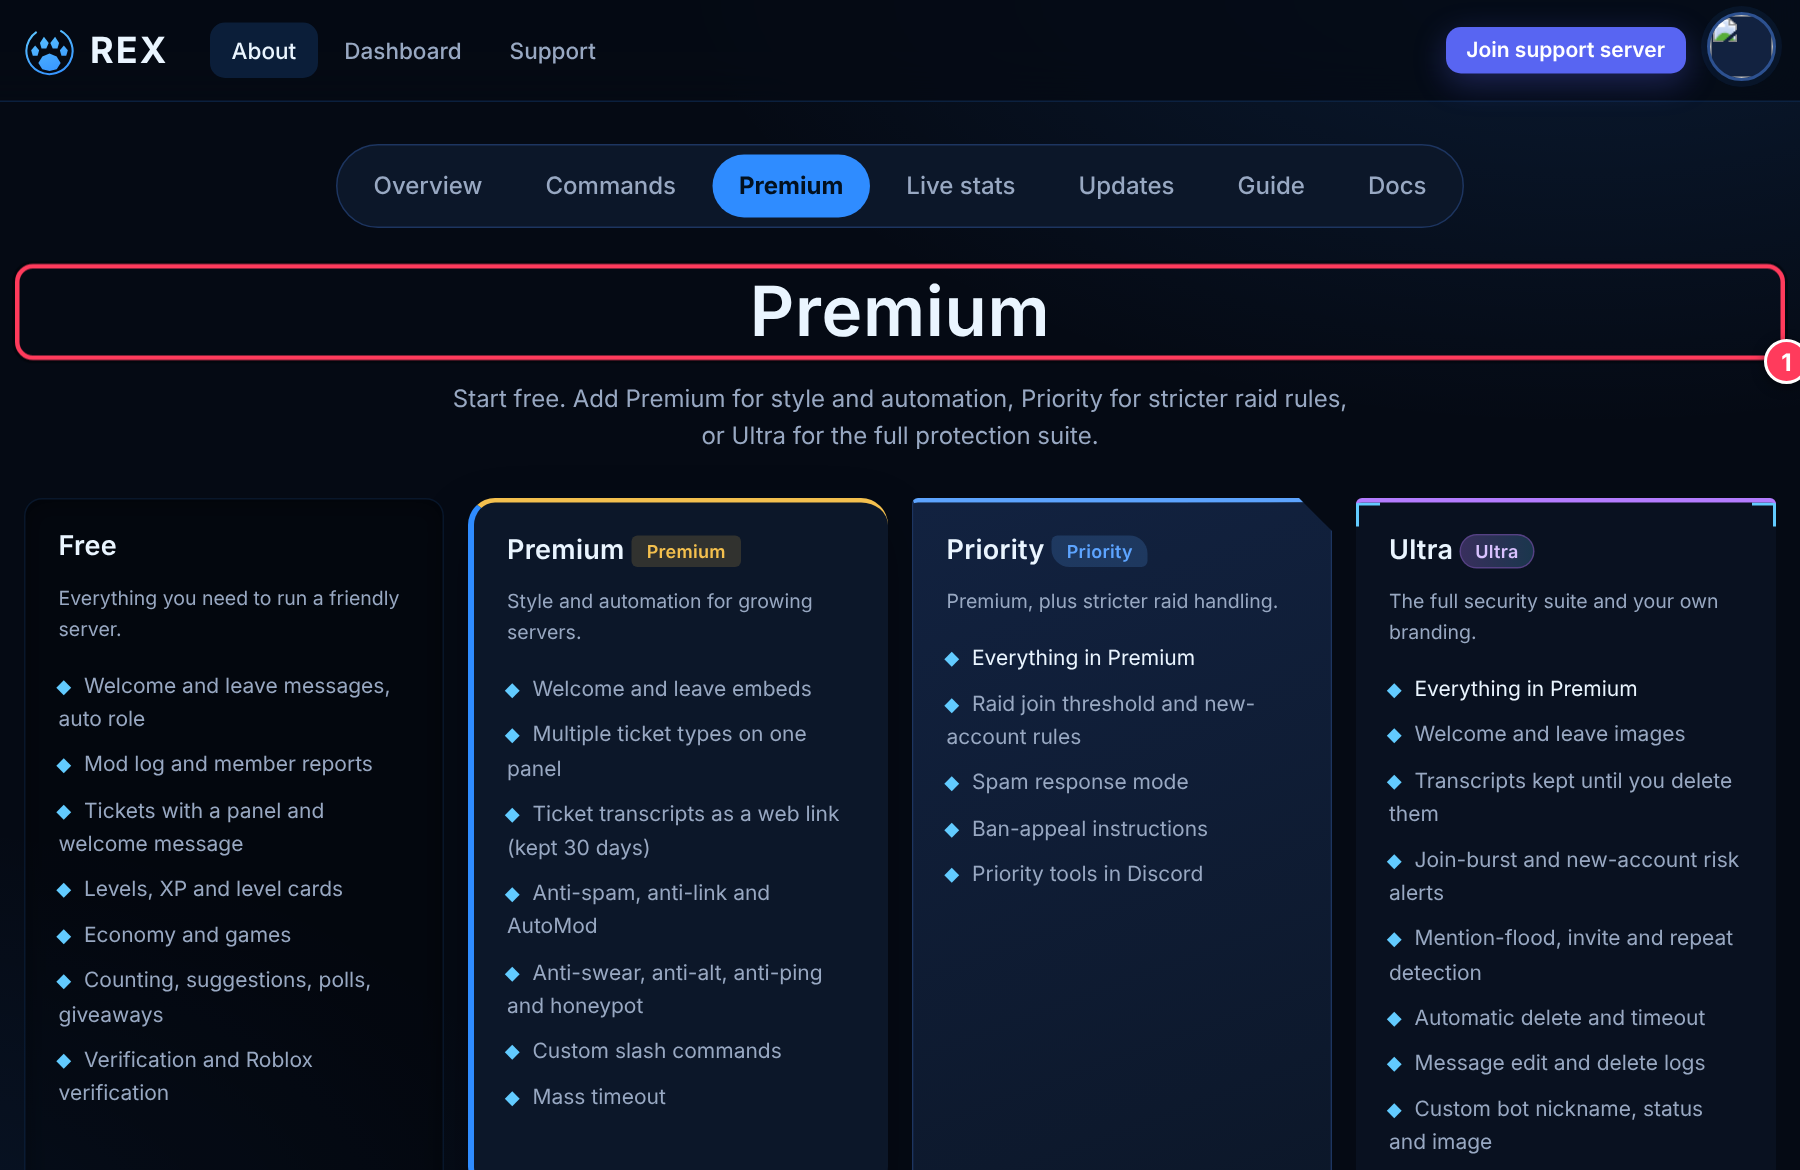 REX
About
Dashboard
Support
Join support server
Overview
Commands
Premium
Live stats
Updates
Guide
Docs
Premium
1
Start free. Add Premium for style and automation, Priority for stricter raid rules,
or Ultra for the full protection suite.
Free
Everything you need to run a friendly
server.
Welcome and leave messages,
auto role
Mod log and member reports
Tickets with a panel and
welcome message
Levels, XP and level cards
Economy and games
Counting, suggestions, polls,
giveaways
Verification and Roblox
verification
Premium Premium
Style and automation for growing
servers.
Welcome and leave embeds
Multiple ticket types on one
panel
Ticket transcripts as a web link
(kept 30 days)
Anti-spam, anti-link and
AutoMod
Anti-swear, anti-alt, anti-ping
and honeypot
Custom slash commands
Mass timeout
Priority Priority
Premium, plus stricter raid handling.
Everything in Premium
Raid join threshold and new-
account rules
Spam response mode
Ban-appeal instructions
Priority tools in Discord
Ultra Ultra
The full security suite and your own
branding.
Everything in Premium
Welcome and leave images
Transcripts kept until you delete
them
Join-burst and new-account risk
alerts
Mention-flood, invite and repeat
detection
Automatic delete and timeout
Message edit and delete logs
Custom bot nickname, status
and image